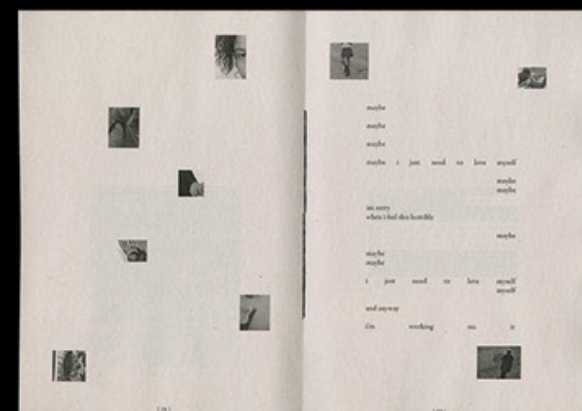 maybe
maybe
maybe
maybe i just need to love myself
maybe
maybe
im sorry
when i feel this horrible
maybe
maybe
maybe
i just need to love myself
myself
and anyway
i'm working on it